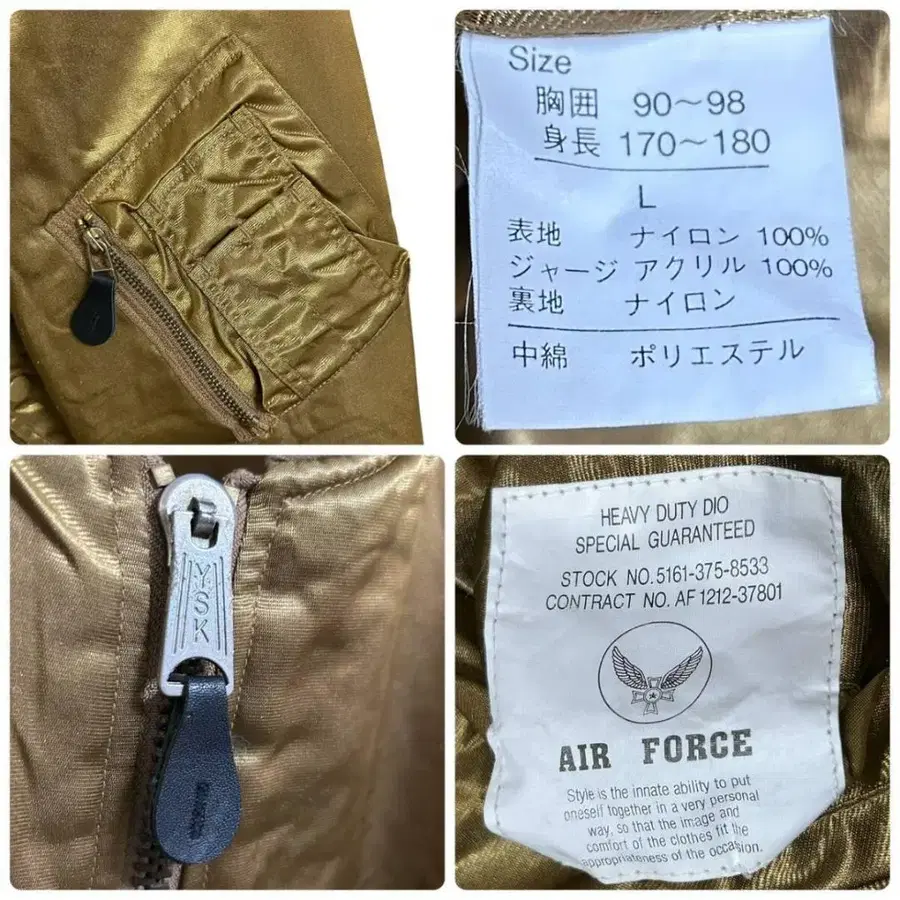 Size
胸囲 90～98
身長 170～180
L
表地 ナイロン 100%
ジャージ アクリル 100%
裏地 ナイロン
中綿 ポリエステル
YSK
HEAVY DUTY DIO
SPECIAL GUARANTEED
STOCK NO.5161-375-8533
CONTRACT NO. AF 1212-37801
AIR FORCE
Style is the innate ability to put
oneself together in a very personal
way, so that the image and
comfort of the clothes fit the
appropriateness of the occasion.